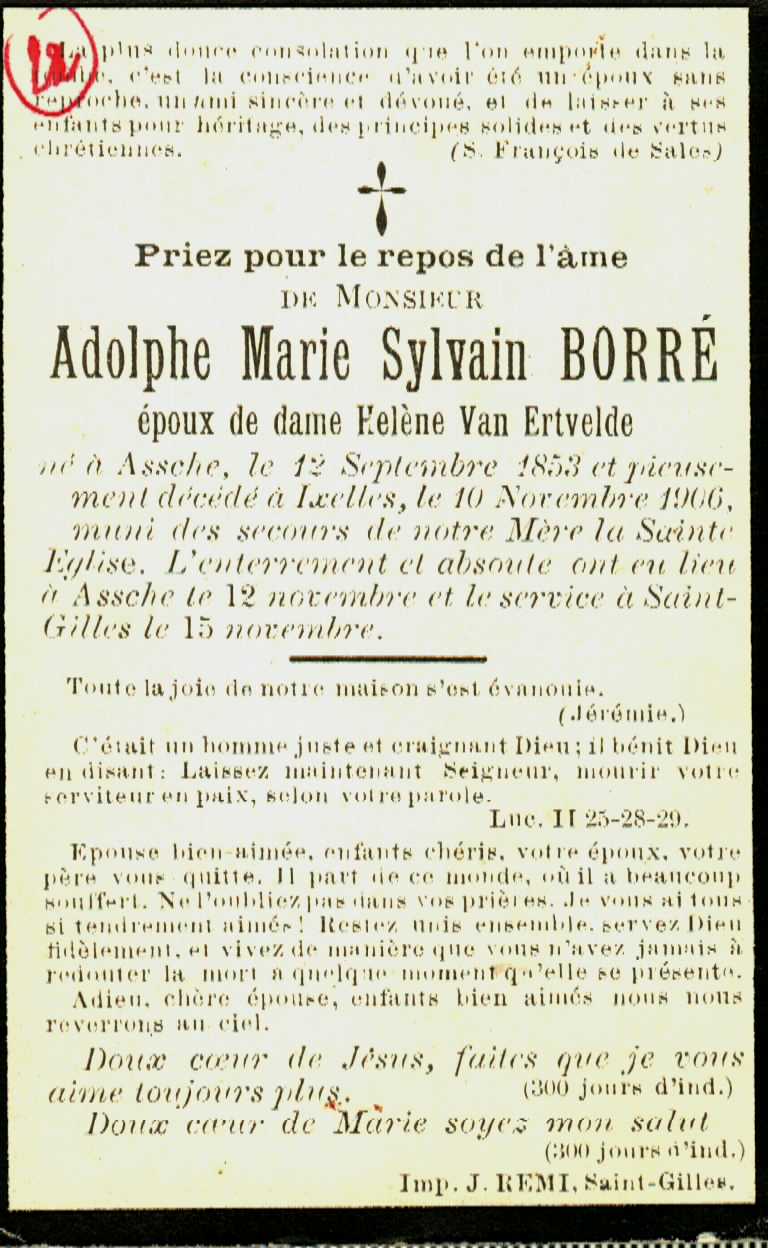 12
La plus douce consolation que l'on emporte dans la
tombe, c'est la conscience d'avoir été un époux sans
reproche, un ami sincère et dévoué, et de laisser à ses
enfants pour héritage, des principes solides et des vertus
chrétiennes. (S. François de Sales)
Priez pour le repos de l'âme
DE MONSIEUR
Adolphe Marie Sylvain BORRÉ
époux de dame Helène Van Ertvelde
né à Assche, le 12 Septembre 1853 et pieuse-
ment décédé à Ixelles, le 10 Novembre 1906,
muni des secours de notre Mère la Sainte
Eglise. L'enterrement et absoute ont eu lieu
à Assche le 12 novembre et le service à Saint-
Gilles le 15 novembre.
Toute la joie de notre maison s'est évanouie.
(Jérémie.)
C'était un homme juste et craignant Dieu; il bénit Dieu
en disant: Laissez maintenant Seigneur, mourir votre
serviteur en paix, selon votre parole.
Luc. II 25-28-29.
Epouse bien-aimée, enfants chéris, votre époux, votre
père vous quitte. Il part de ce monde, où il a beaucoup
souffert. Ne l'oubliez pas dans vos prières. Je vous ai tous
si tendrement aimés! Restez unis ensemble, servez Dieu
fidèlement, et vivez de manière que vous n'avez jamais à
redouter la mort a quelque moment qu'elle se présente.
Adieu, chère épouse, enfants bien aimés nous nous
reverrons au ciel.
Doux cœur de Jésus, faites que je vous
aime toujours plus. (300 jours d'ind.)
Doux cœur de Marie soyez mon salut
(300 jours d'ind.)
Imp. J. REMI, Saint-Gilles.